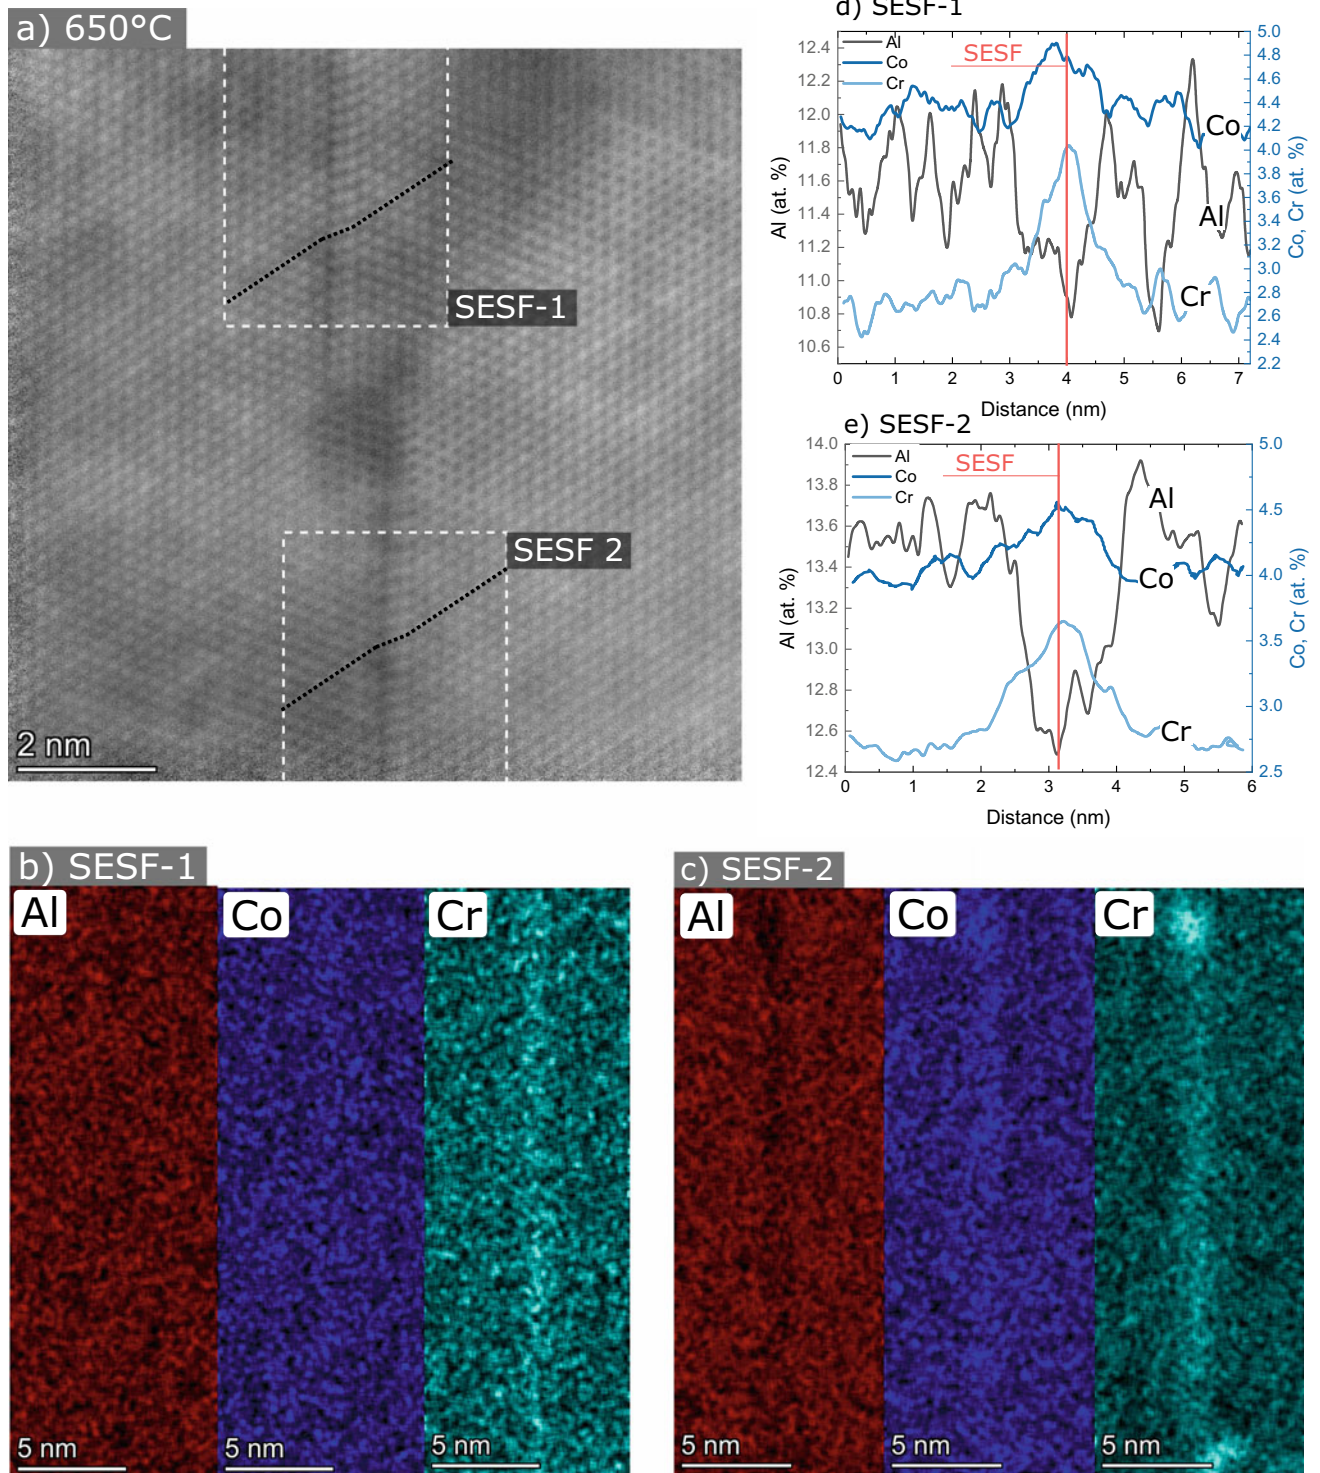 a) 650°C
SESF-1
SESF 2
2 nm
d) SESF-1
Al
Co
Cr
SESF
Co
Al
Cr
12.4
12.2
12.0
11.8
11.6
11.4
11.2
11.0
10.8
10.6
Al (at. %)
5.0
4.8
4.6
4.4
4.2
4.0
3.8
3.6
3.4
3.2
3.0
2.8
2.6
2.4
2.2
Co, Cr (at. %)
0 1 2 3 4 5 6 7
Distance (nm)
e) SESF-2
Al
Co
Cr
SESF
Al
Co
Cr
14.0
13.8
13.6
13.4
13.2
13.0
12.8
12.6
12.4
Al (at. %)
5.0
4.5
4.0
3.5
3.0
2.5
Co, Cr (at. %)
0 1 2 3 4 5 6
Distance (nm)
b) SESF-1
Al Co Cr
5 nm 5 nm 5 nm
c) SESF-2
Al Co Cr
5 nm 5 nm 5 nm